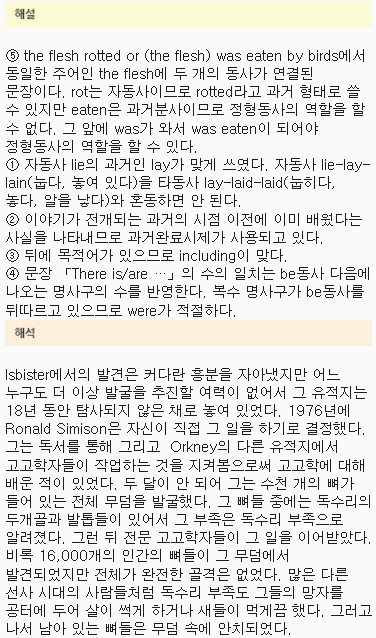 해설
⑤ the flesh rotted or (the flesh) was eaten by birds에서
동일한 주어인 the flesh에 두 개의 동사가 연결된
문장이다. rot는 자동사이므로 rotted라고 과거 형태로 쓸
수 있지만 eaten은 과거분사이므로 정형동사의 역할을 할
수 없다. 그 앞에 was가 와서 was eaten이 되어야
정형동사의 역할을 할 수 있다.
① 자동사 lie의 과거인 lay가 맞게 쓰였다. 자동사 lie-lay-
lain(눕다, 놓여 있다)을 타동사 lay-laid-laid(눕히다,
놓다, 알을 낳다)와 혼동하면 안 된다.
② 이야기가 전개되는 과거의 시점 이전에 이미 배웠다는
사실을 나타내므로 과거완료시제가 사용되고 있다.
③ 뒤에 목적어가 있으므로 including이 맞다.
④ 문장 「There is/are …」의 수의 일치는 be동사 다음에
나오는 명사구의 수를 반영한다. 복수 명사구가 be동사를
뒤따르고 있으므로 were가 적절하다.
해석
Isbister에서의 발견은 커다란 흥분을 자아냈지만 어느
누구도 더 이상 발굴을 추진할 여력이 없어서 그 유적지는
18년 동안 탐사되지 않은 채로 놓여 있었다. 1976년에
Ronald Simison은 자신이 직접 그 일을 하기로 결정했다.
그는 독서를 통해 그리고 Orkney의 다른 유적지에서
고고학자들이 작업하는 것을 지켜봄으로써 고고학에 대해
배운 적이 있었다. 두 달이 안 되어 그는 수천 개의 뼈가
들어 있는 전체 무덤을 발굴했다. 그 뼈들 중에는 독수리의
두개골과 발톱들이 있어서 그 부족은 독수리 부족으로
알려졌다. 그런 뒤 전문 고고학자들이 그 일을 이어받았다.
비록 16,000개의 인간의 뼈들이 그 무덤에서
발견되었지만 전체가 완전한 골격은 없었다. 많은 다른
선사 시대의 사람들처럼 독수리 부족도 그들의 망자를
공터에 두어 살이 썩게 하거나 새들이 먹게끔 했다. 그러고
나서 남아 있는 뼈들은 무덤 속에 안치되었다.